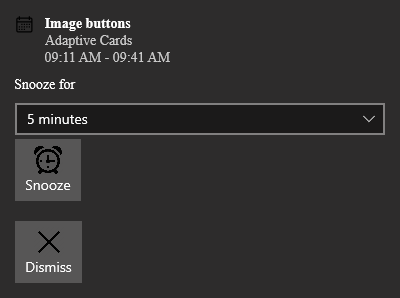 Image buttons
Adaptive Cards
09:11 AM - 09:41 AM
Snooze for
5 minutes
Snooze
Dismiss